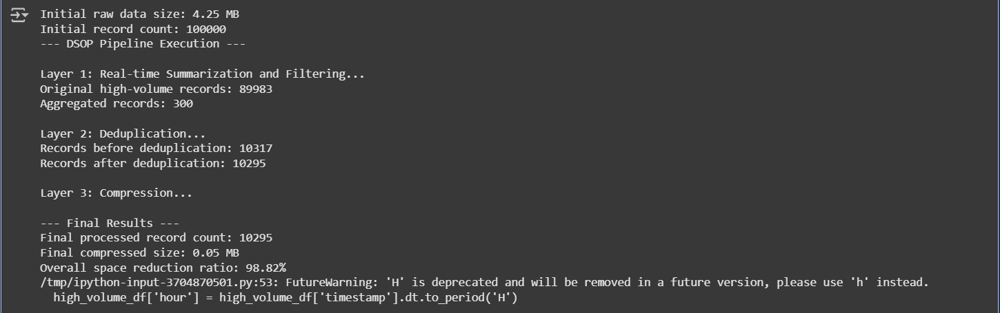 Initial raw data size: 4.25 MB
Initial record count: 100000
--- DSOP Pipeline Execution ---
Layer 1: Real-time Summarization and Filtering...
Original high-volume records: 89983
Aggregated records: 300
Layer 2: Deduplication...
Records before deduplication: 10317
Records after deduplication: 10295
Layer 3: Compression...
--- Final Results ---
Final processed record count: 10295
Final compressed size: 0.05 MB
Overall space reduction ratio: 98.82%
/tmp/ipython-input-3704870501.py:53: FutureWarning: 'H' is deprecated and will be removed in a future version, please use 'h' instead.
  high_volume_df['hour'] = high_volume_df['timestamp'].dt.to_period('H')